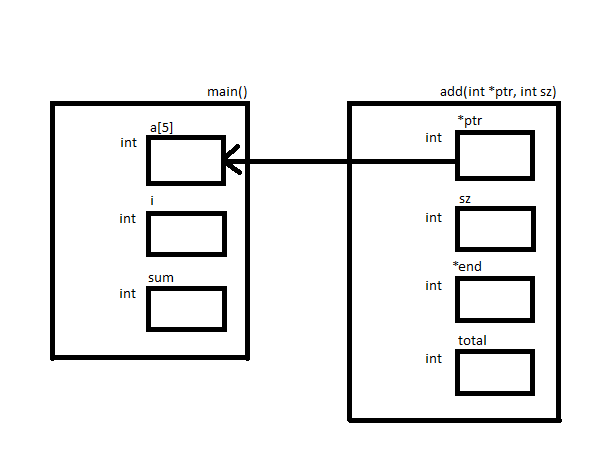 main()
int a[5]
int i
int sum
add(int *ptr, int sz)
int *ptr
int sz
int *end
int total